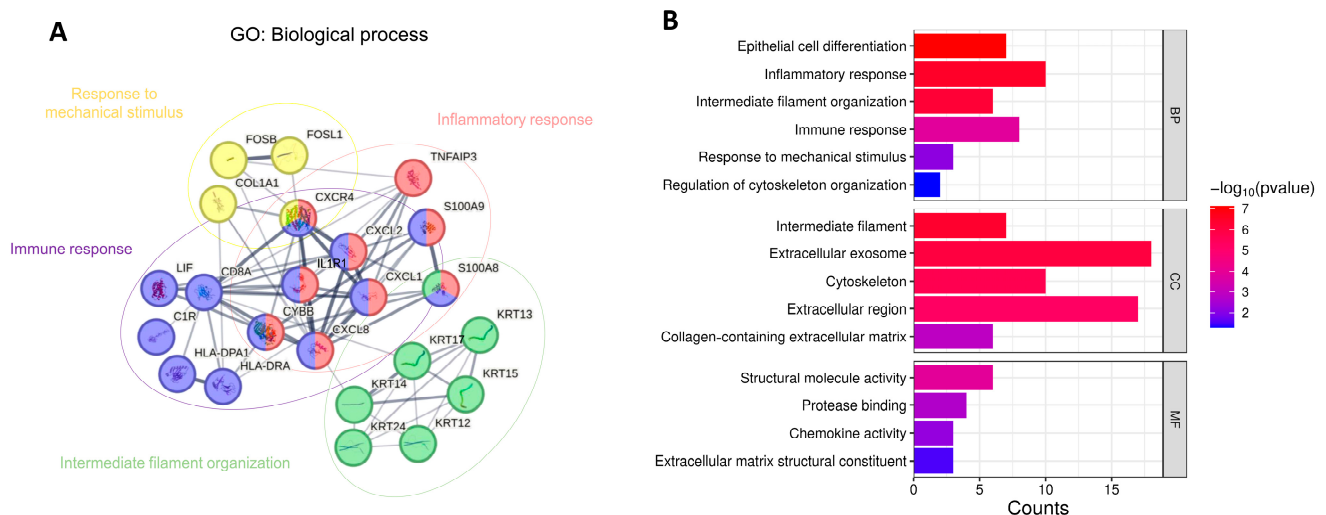 A
GO: Biological process
Response to
mechanical stimulus
Inflammatory response
FOSB
FOSL1
TNFAIP3
COL1A1
CXCR4
S100A9
CXCL2
Immune response
IL1R1
S100A8
LIF
CD8A
CXCL1
C1R
CYBB
CXCL8
KRT13
KRT17
HLA-DPA1
HLA-DRA
KRT15
KRT14
KRT24
KRT12
Intermediate filament organization
B
Epithelial cell differentiation
Inflammatory response
Intermediate filament organization
Immune response
Response to mechanical stimulus
Regulation of cytoskeleton organization
BP
Intermediate filament
Extracellular exosome
Cytoskeleton
Extracellular region
Collagen-containing extracellular matrix
CC
Structural molecule activity
Protease binding
Chemokine activity
Extracellular matrix structural constituent
MF
0 5 10 15
Counts
−log10(pvalue)
7
6
5
4
3
2